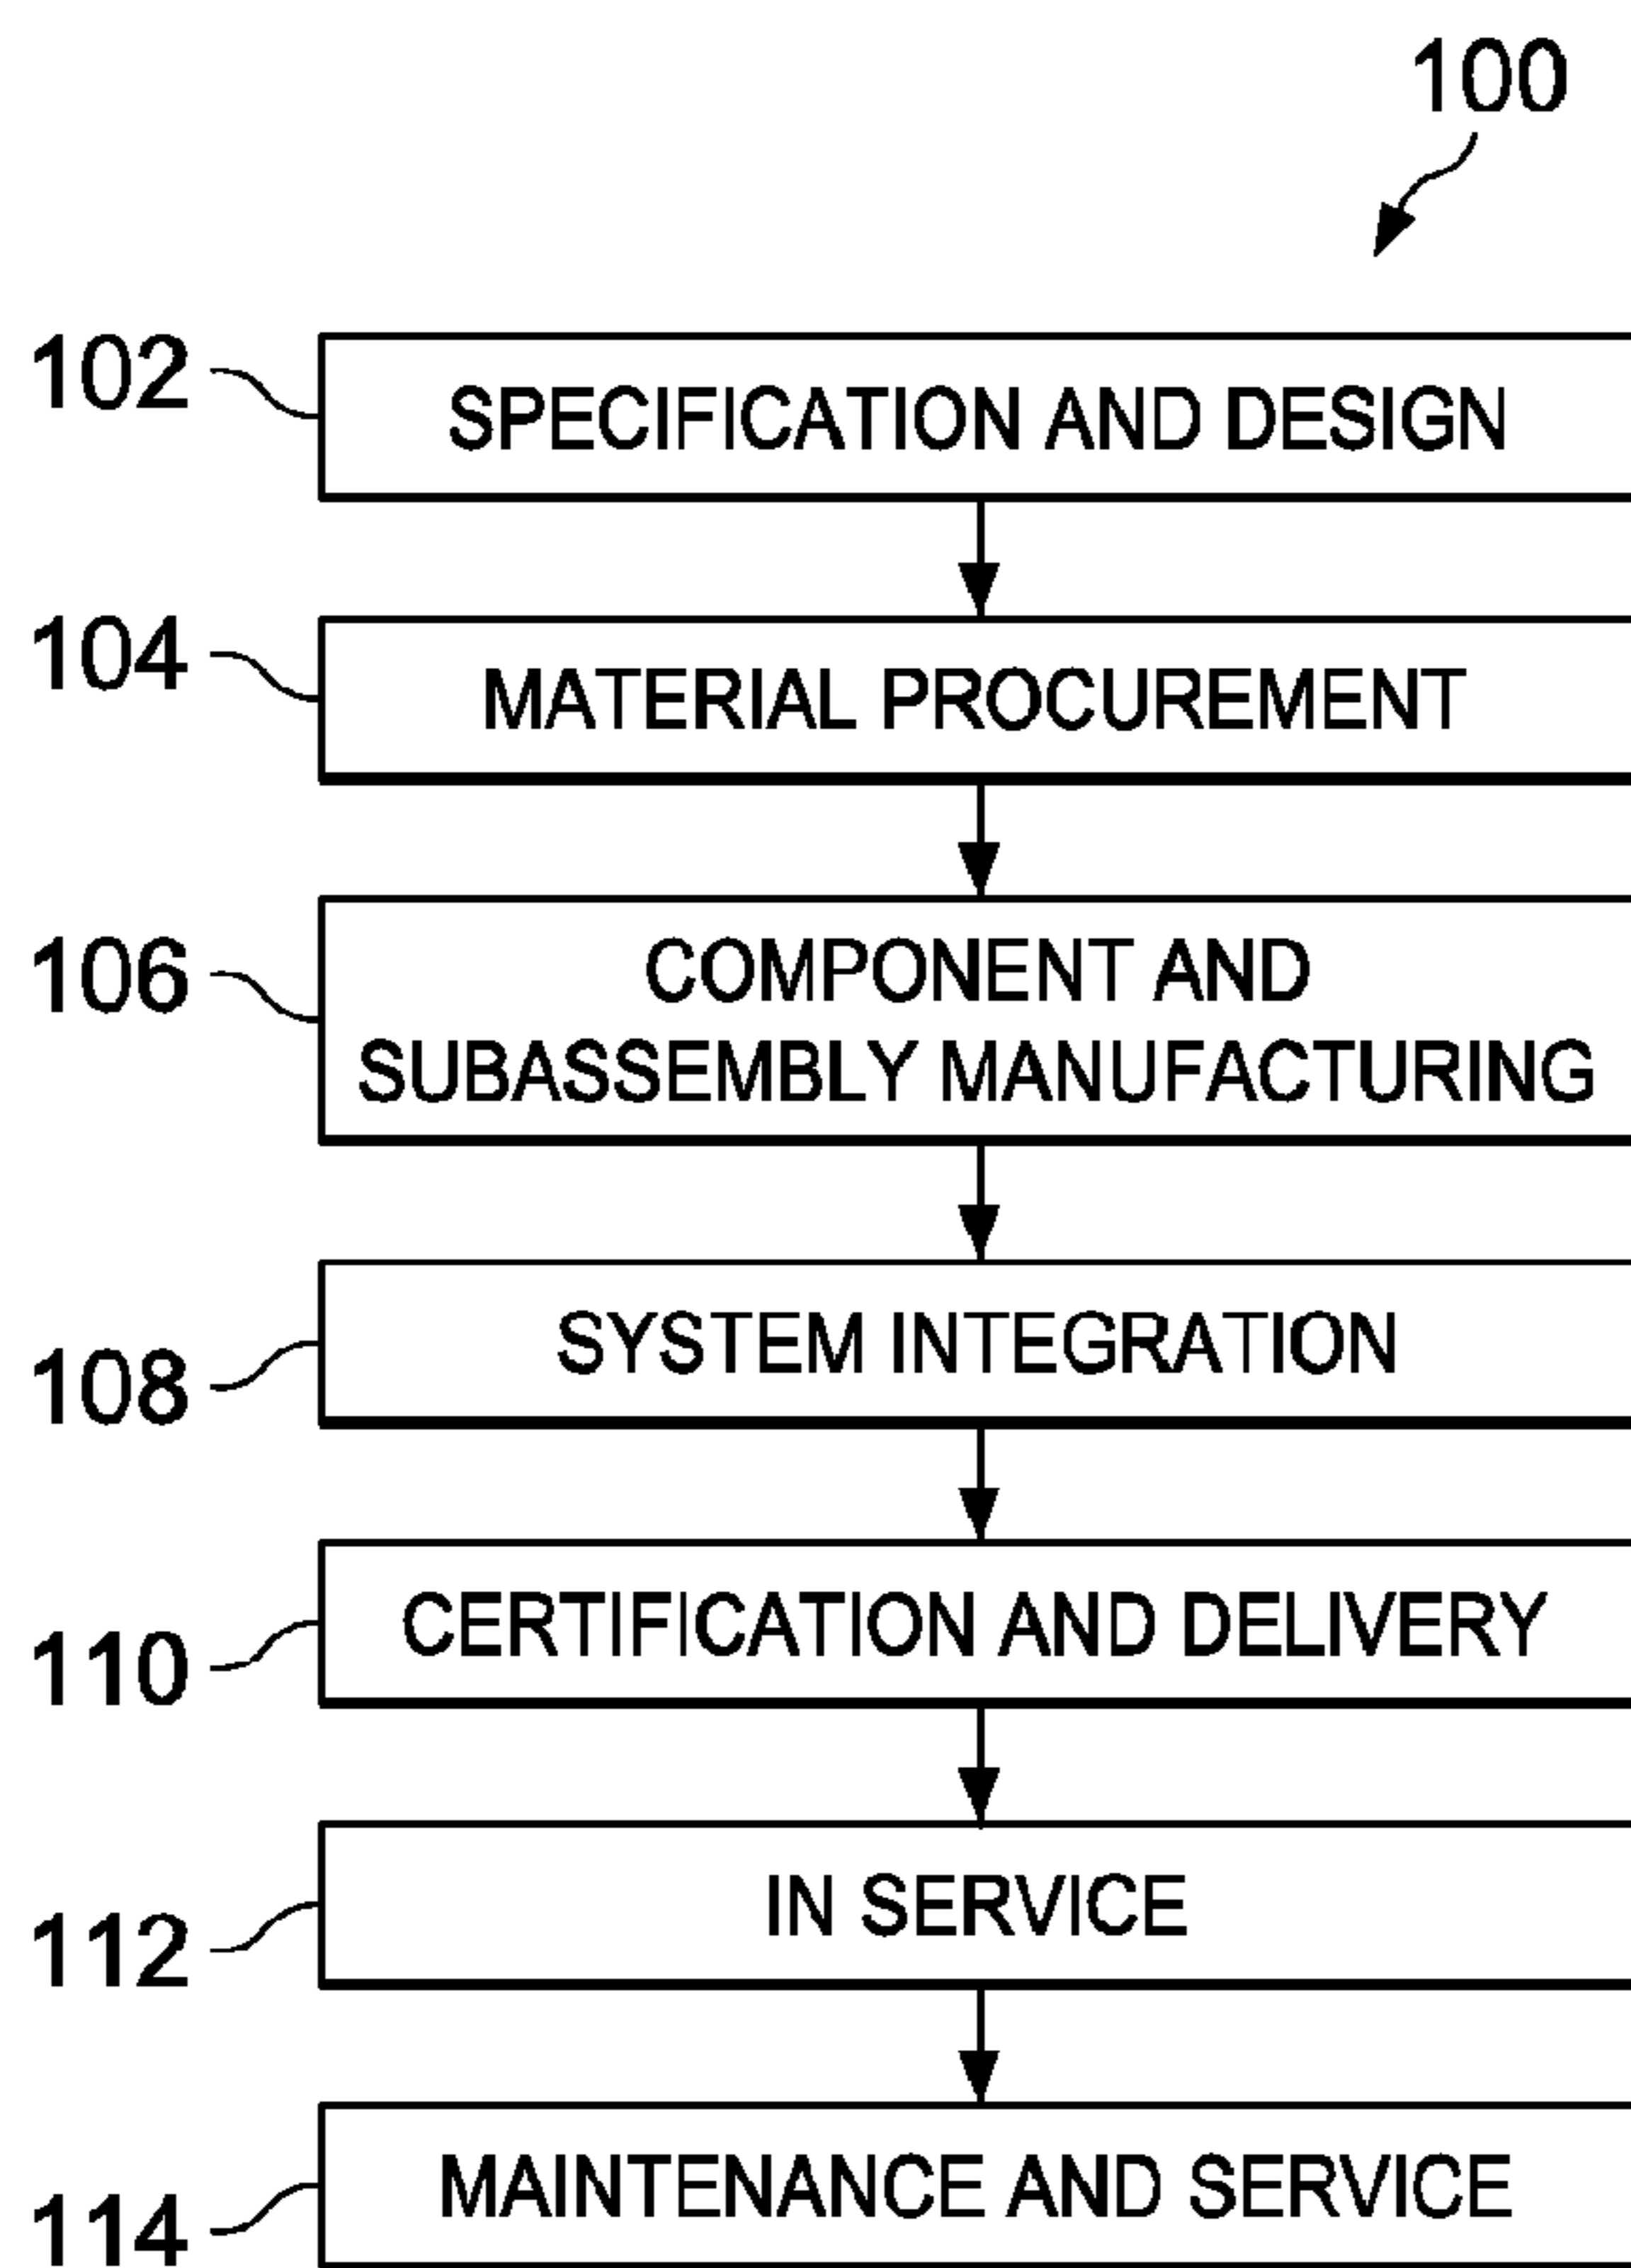 100
102
SPECIFICATION AND DESIGN
104
MATERIAL PROCUREMENT
106
COMPONENT AND
SUBASSEMBLY MANUFACTURING
108
SYSTEM INTEGRATION
110
CERTIFICATION AND DELIVERY
112
IN SERVICE
114
MAINTENANCE AND SERVICE